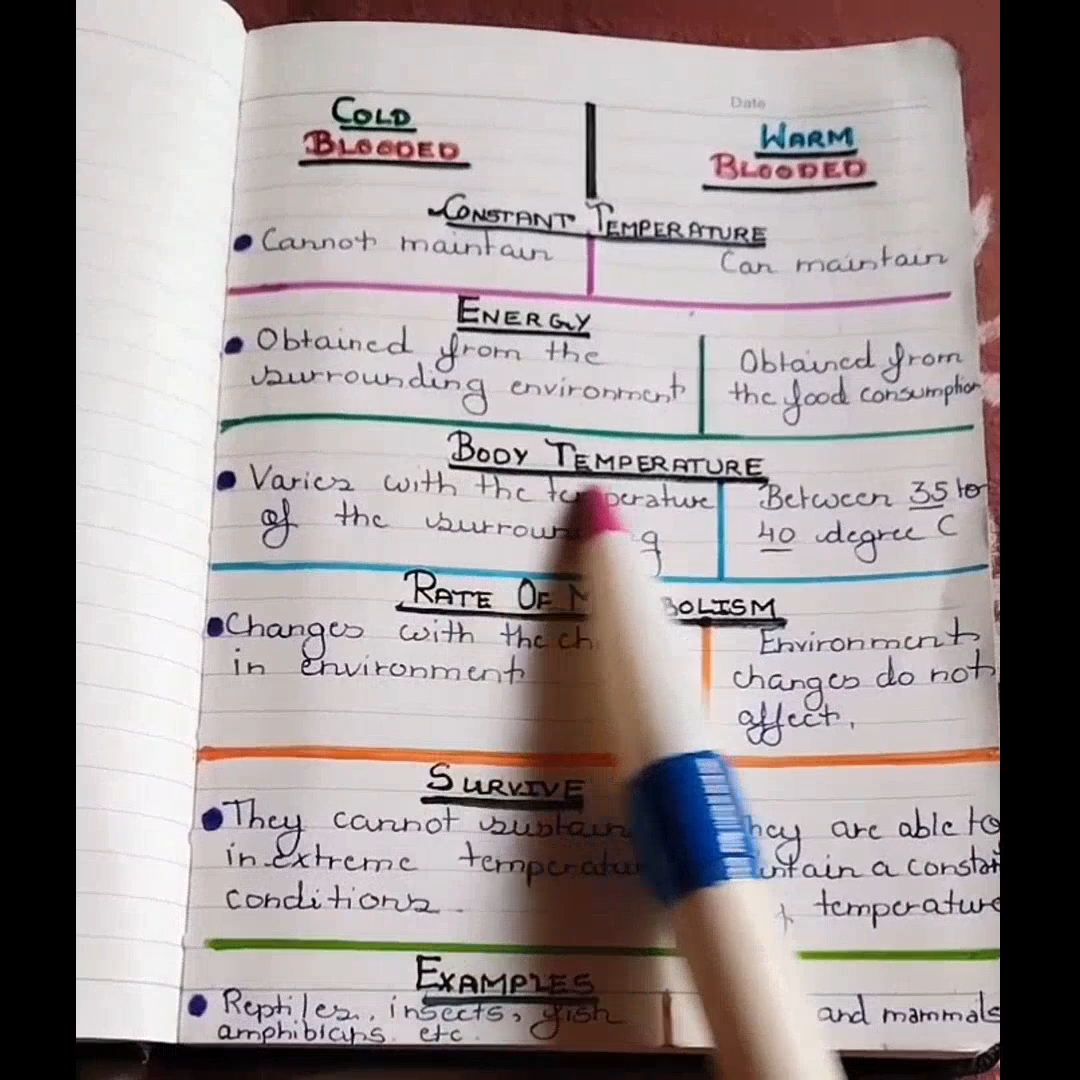 Date
COLD
BLOODED
WARM
BLOODED
CONSTANT TEMPERATURE
Cannot maintain
Can maintain
ENERGY
Obtained from the
surrounding environment
Obtained from
the food consumption
BODY TEMPERATURE
Varies with the temperature
of the
Between 35 to
40 degree C
RATE OF
Changes with the
in environment
Environment
changes do not
affect.
SURVIVE
They cannot sustain
in extreme
conditions.
are able to
a
temperature
EXAMPLES
Reptiles, insects, fish
amphibians. etc.
and mammals